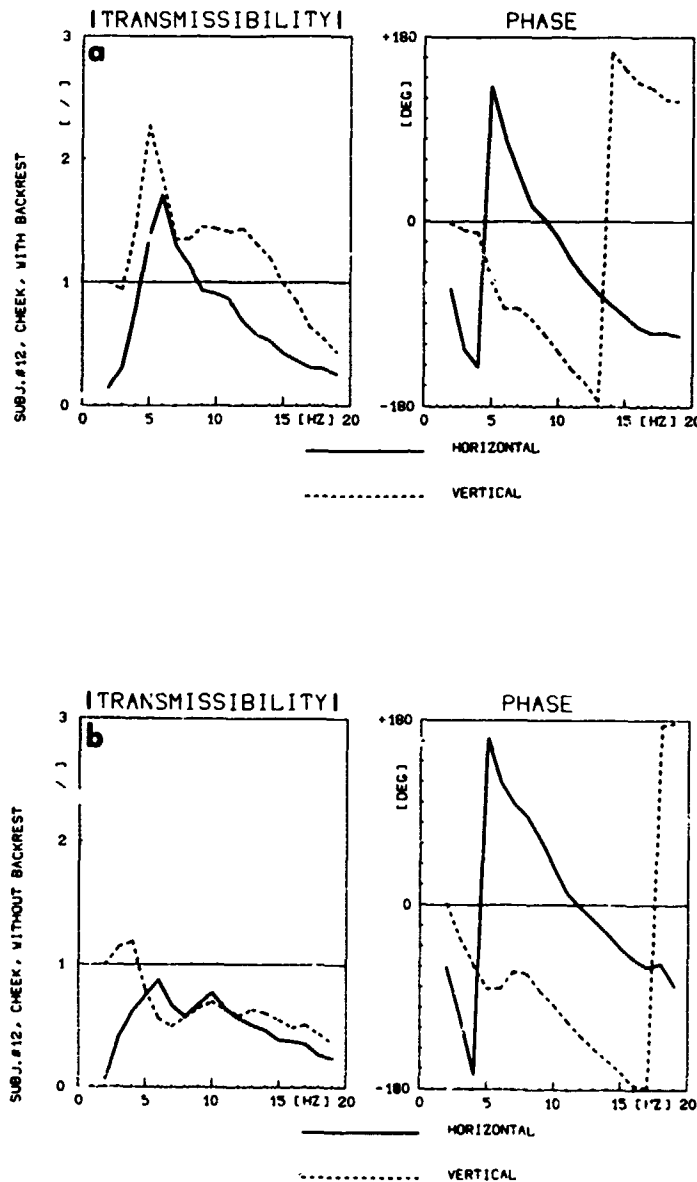 |TRANSMISSIBILITY|
PHASE
a
SUBJ.#12, CHEEK, WITH BACKREST
[ / ]
3
2
1
0
0 5 10 15 [HZ] 20
[DEG]
+180
0
-180
0 5 10 15 [HZ] 20
HORIZONTAL
VERTICAL
|TRANSMISSIBILITY|
PHASE
b
SUBJ.#12, CHEEK, WITHOUT BACKREST
/ ]
3
2
1
0
0 5 10 15 [HZ] 20
[DEG]
+180
0
-180
0 5 10 15 [HZ] 20
HORIZONTAL
VERTICAL